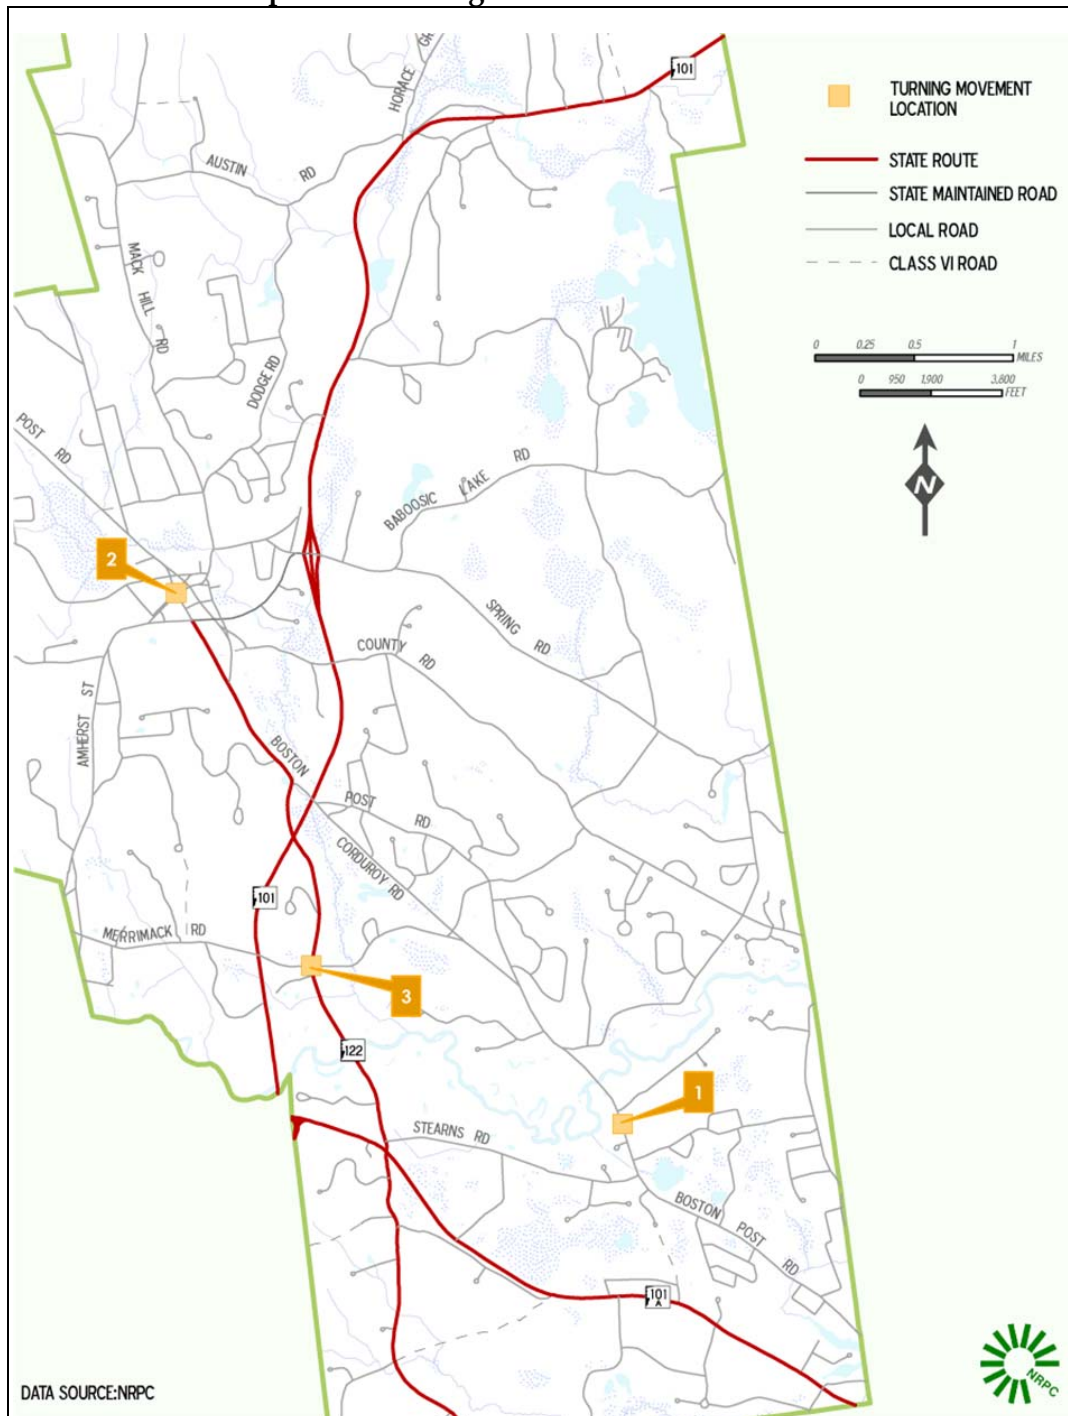 HORACE
GR
101
TURNING MOVEMENT
LOCATION
AUSTIN RD
STATE ROUTE
STATE MAINTAINED ROAD
LOCAL ROAD
CLASS VI ROAD
MACK HILL RD
0 0.25 0.5 1
MILES
0 950 1,900 3,800
FEET
DODGE RD
POST RD
N
BABOOSIC LAKE RD
2
SPRING RD
COUNTY RD
AMHERST ST
BOSTON
POST RD
CORDUROY RD
101
MERRIMACK RD
3
122
1
STEARNS RD
BOSTON POST RD
101
A
NRPC
DATA SOURCE:NRPC